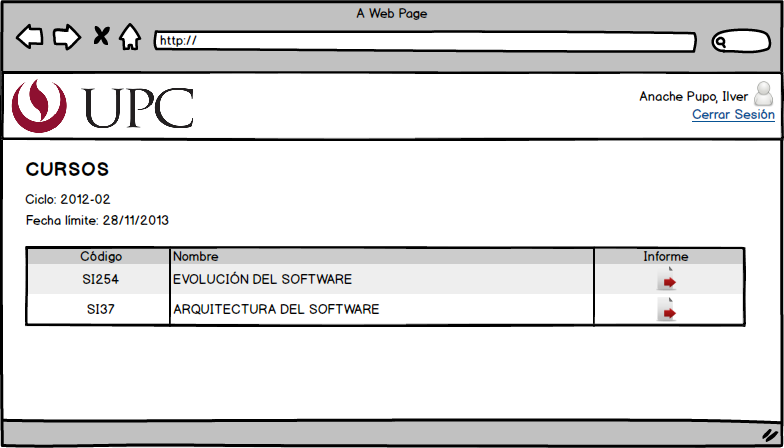 A Web Page
http://
UPC
Anache Pupo, Ilver
Cerrar Sesión
CURSOS
Ciclo: 2012-02
Fecha límite: 28/11/2013
Código Nombre Informe
SI254 EVOLUCIÓN DEL SOFTWARE
SI37 ARQUITECTURA DEL SOFTWARE